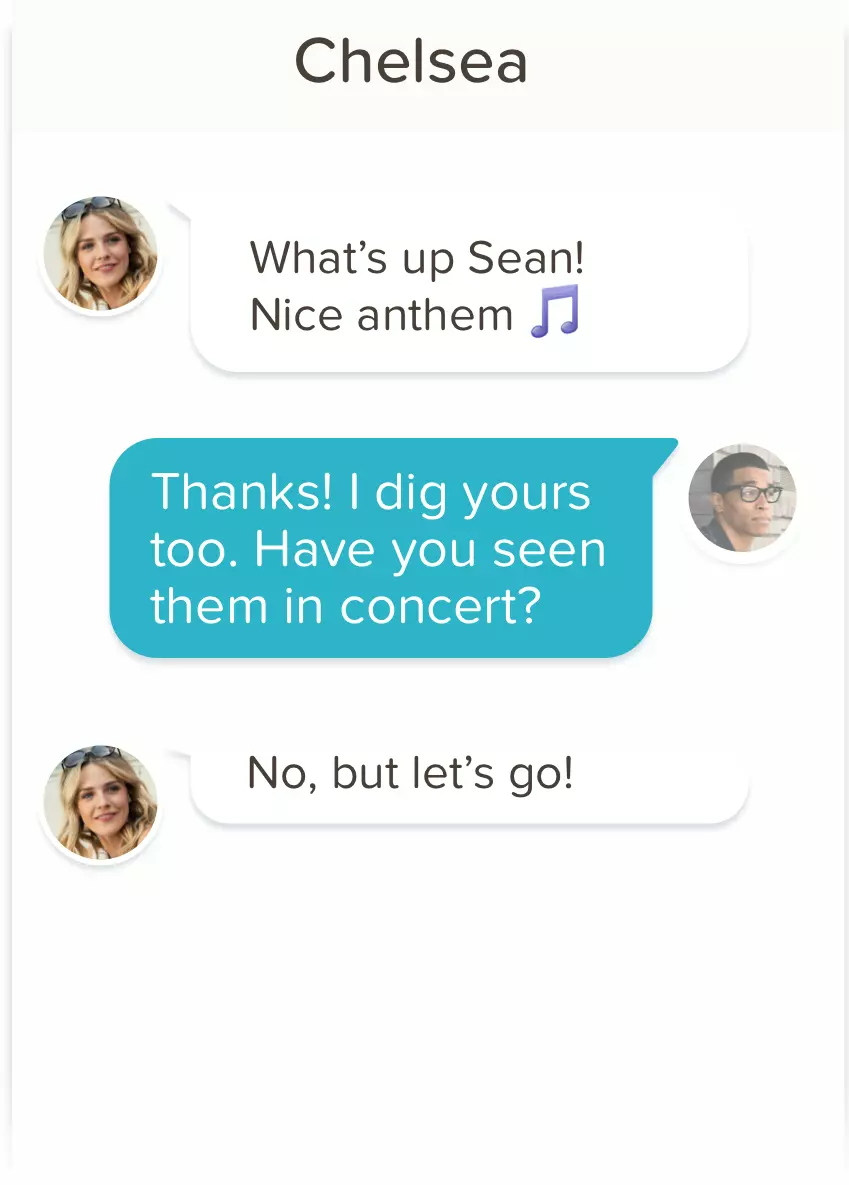 Chelsea
What’s up Sean!
Nice anthem 🎵
Thanks! I dig yours
too. Have you seen
them in concert?
No, but let’s go!